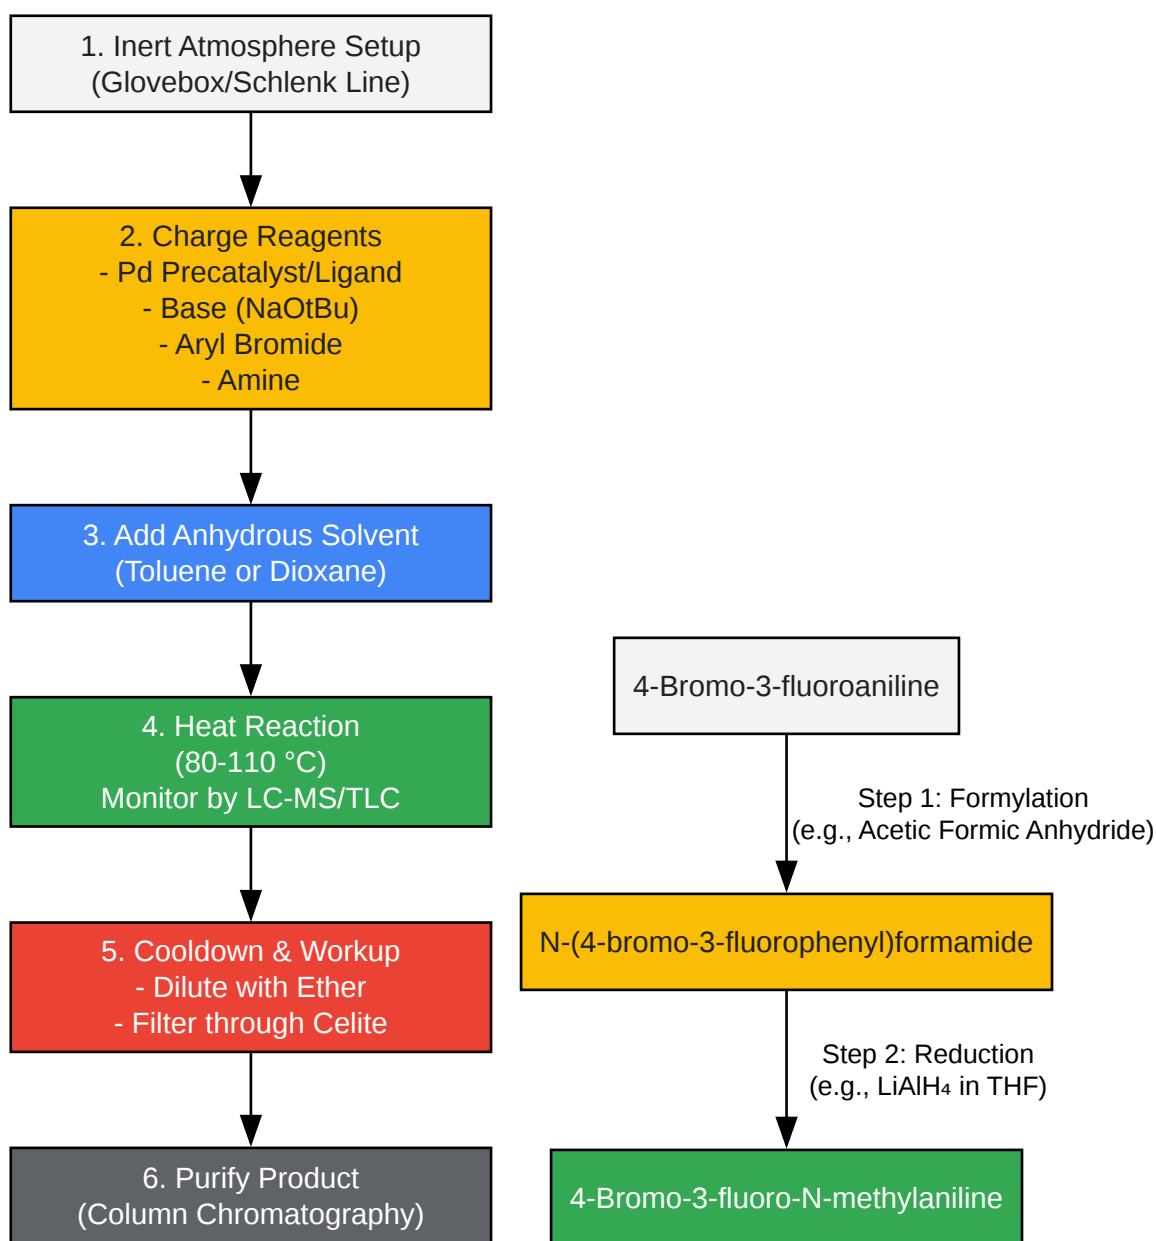 1. Inert Atmosphere Setup
(Glovebox/Schlenk Line)
2. Charge Reagents
- Pd Precatalyst/Ligand
- Base (NaOtBu)
- Aryl Bromide
- Amine
3. Add Anhydrous Solvent
(Toluene or Dioxane)
4. Heat Reaction
(80-110 °C)
Monitor by LC-MS/TLC
5. Cooldown & Workup
- Dilute with Ether
- Filter through Celite
6. Purify Product
(Column Chromatography)
4-Bromo-3-fluoroaniline
Step 1: Formylation
(e.g., Acetic Formic Anhydride)
N-(4-bromo-3-fluorophenyl)formamide
Step 2: Reduction
(e.g., LiAlH₄ in THF)
4-Bromo-3-fluoro-N-methylaniline